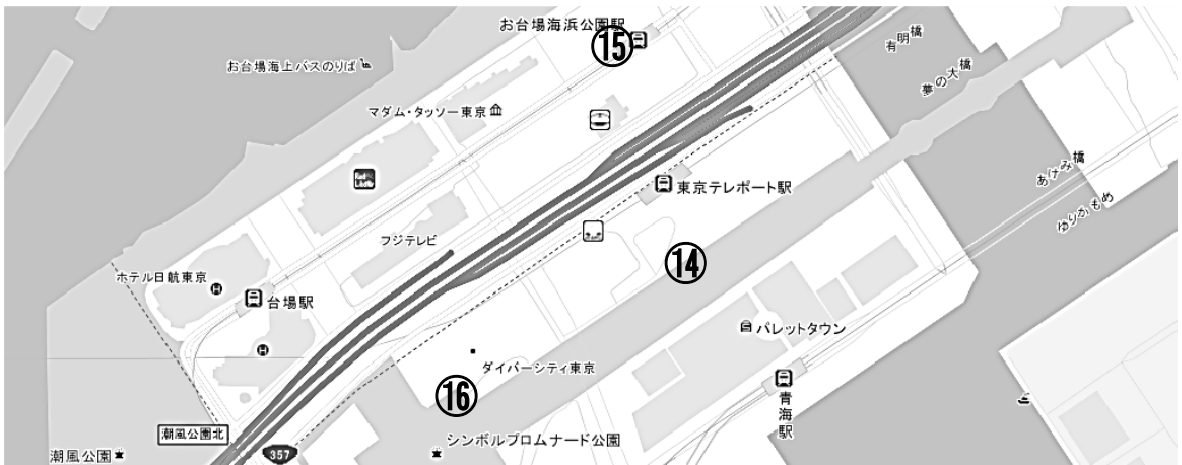 お台場海浜公園駅
⑮
有明橋
夢の大橋
お台場海上バスのりば
マダム・タッソー東京
あけみ橋
東京テレポート駅
ゆりかもめ
フジテレビ
⑭
ホテル日航東京
H
台場駅
パレットタウン
H
ダイバーシティ東京
⑯
青海駅
潮風公園北
シンボルプロムナード公園
潮風公園
357